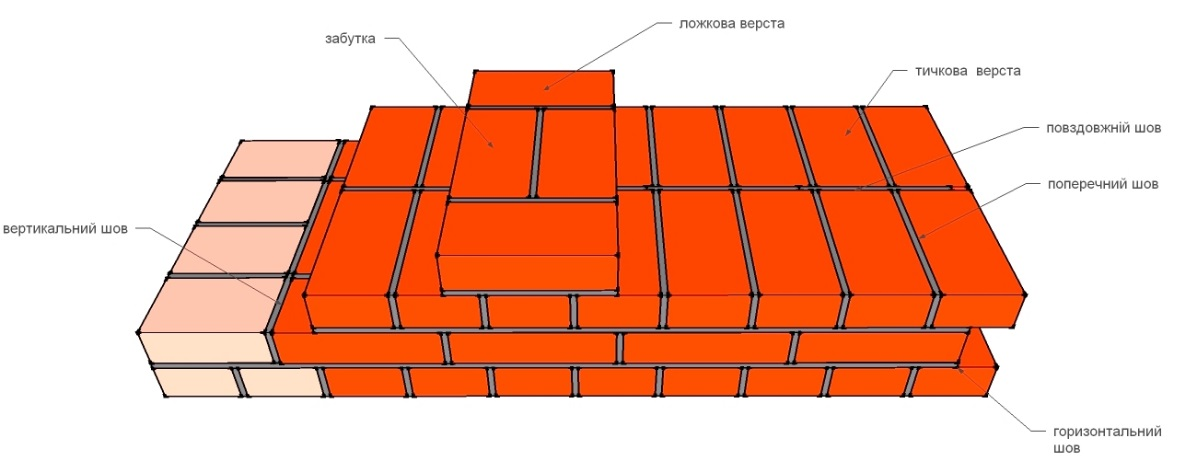 ложкова верста
забутка
тичкова верста
повздовжній шов
поперечний шов
вертикальний шов
горизонтальний
шов